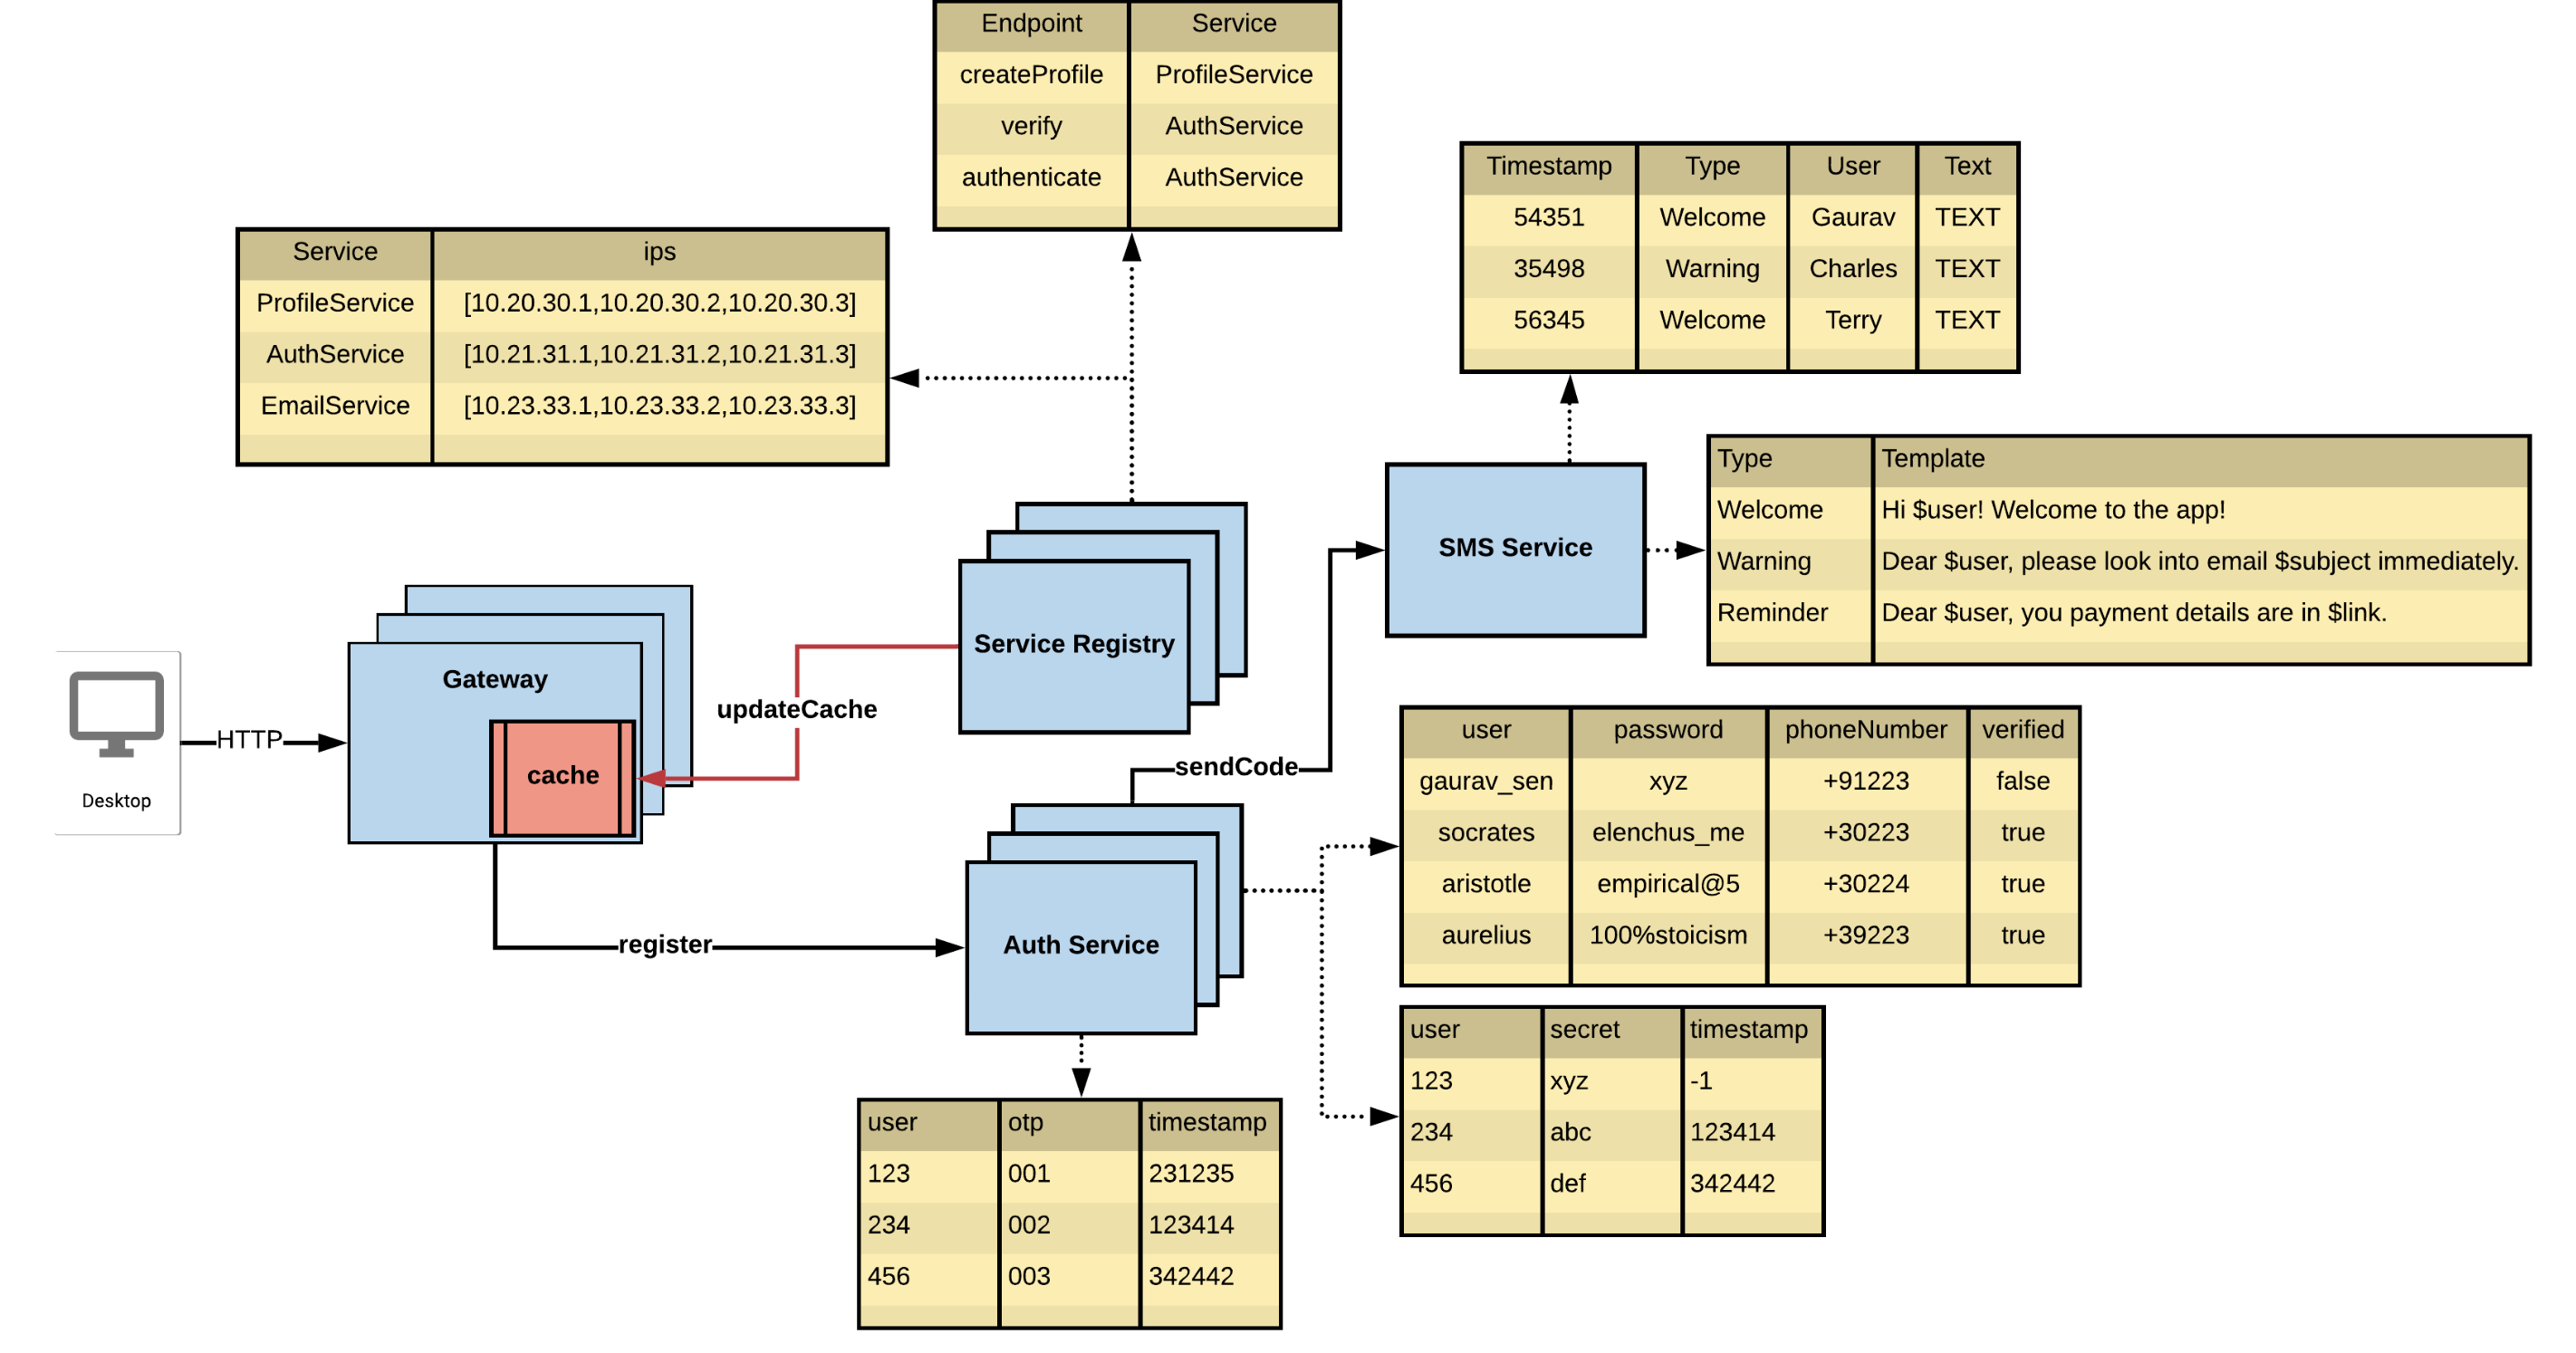 Endpoint Service
createProfile ProfileService
verify AuthService
authenticate AuthService
Timestamp Type User Text
54351 Welcome Gaurav TEXT
35498 Warning Charles TEXT
56345 Welcome Terry TEXT
Service ips
ProfileService [10.20.30.1,10.20.30.2,10.20.30.3]
AuthService [10.21.31.1,10.21.31.2,10.21.31.3]
EmailService [10.23.33.1,10.23.33.2,10.23.33.3]
Type Template
Welcome Hi $user! Welcome to the app!
Warning Dear $user, please look into email $subject immediately.
Reminder Dear $user, you payment details are in $link.
SMS Service
Service Registry
Gateway
updateCache
HTTP
cache
Desktop
sendCode
user password phoneNumber verified
gaurav_sen xyz +91223 false
socrates elenchus_me +30223 true
aristotle empirical@5 +30224 true
aurelius 100%stoicism +39223 true
register
Auth Service
user secret timestamp
123 xyz -1
234 abc 123414
456 def 342442
user otp timestamp
123 001 231235
234 002 123414
456 003 342442